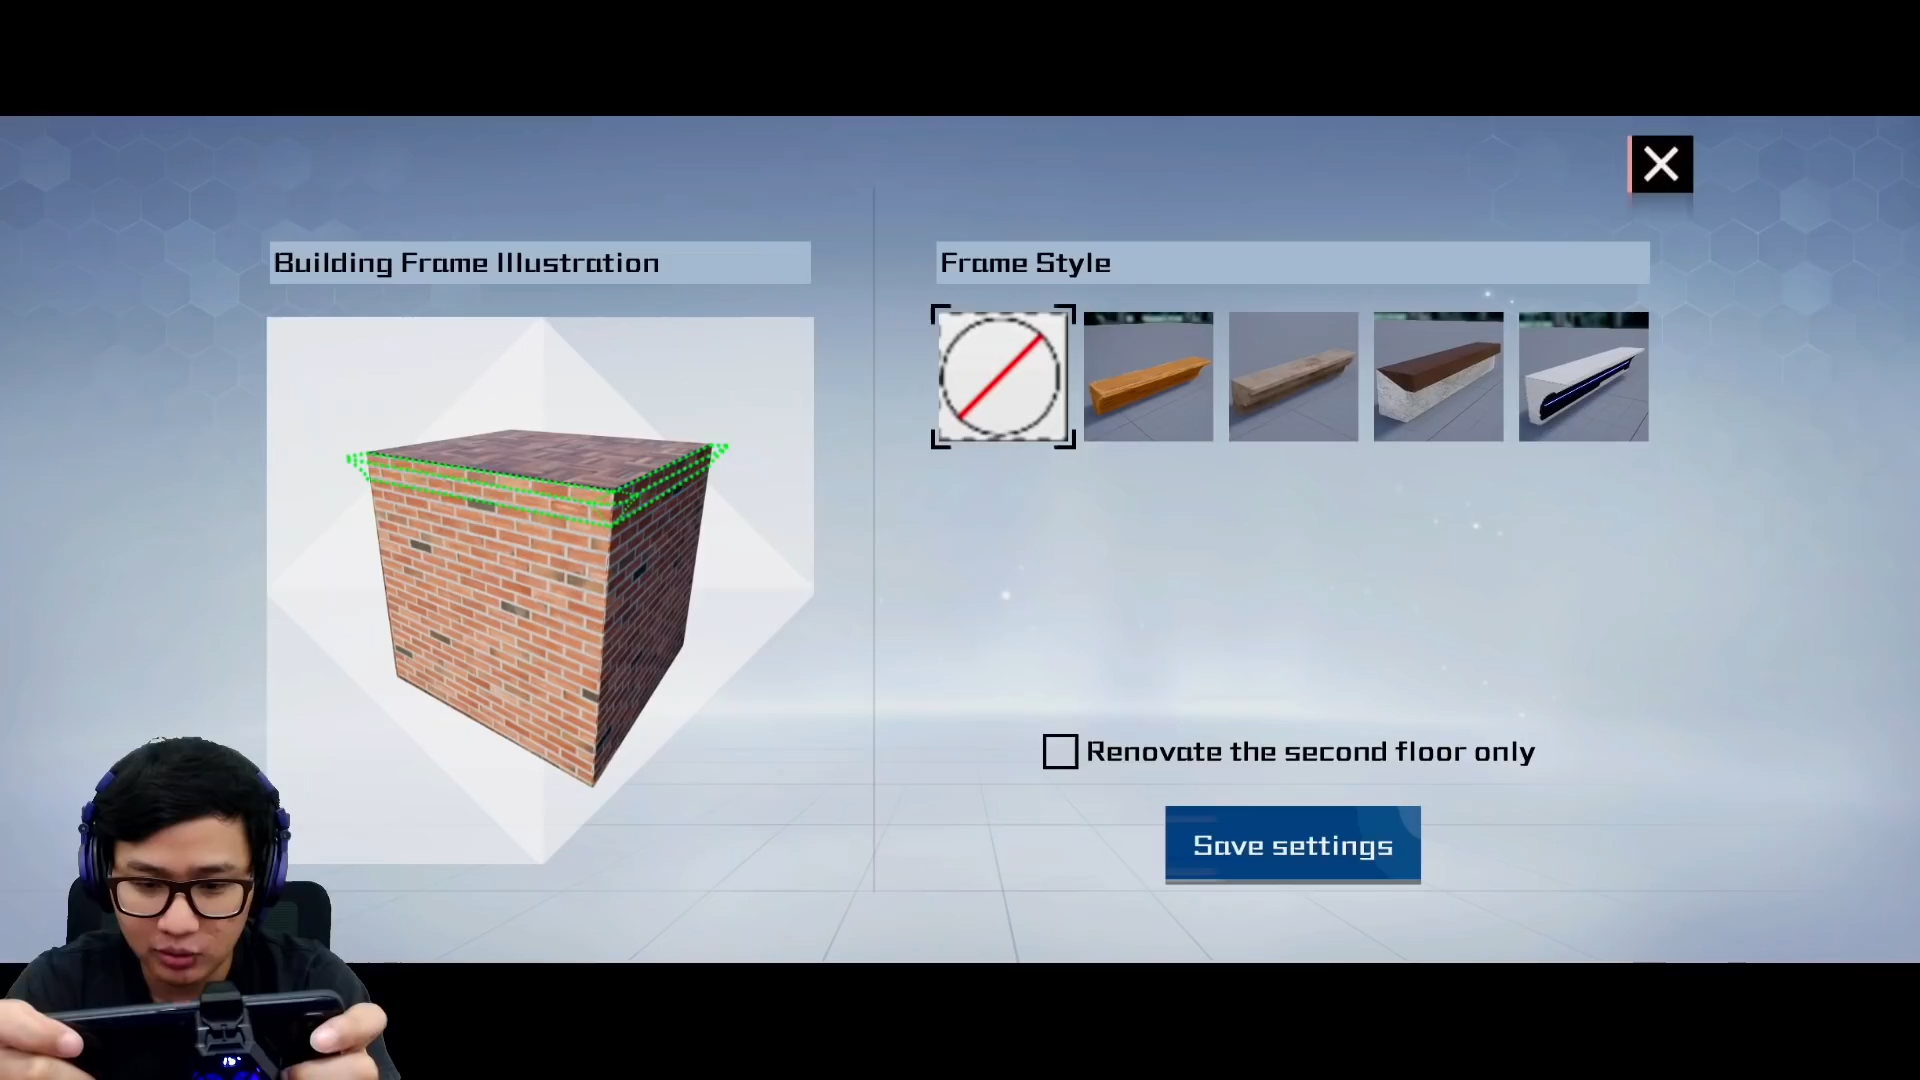 Building Frame Illustration
Frame Style
Renovate the second floor only
Save settings